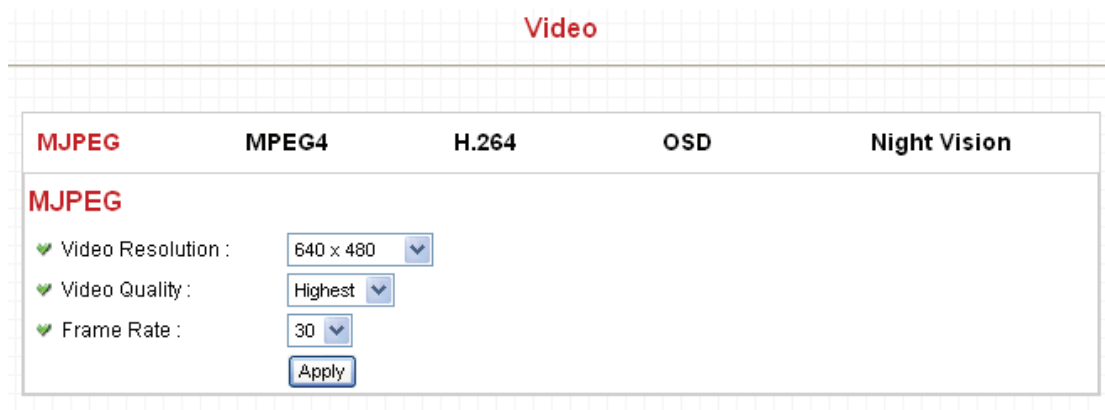 Video
MJPEG MPEG4 H.264 OSD Night Vision
MJPEG
Video Resolution : 640 x 480
Video Quality : Highest
Frame Rate : 30
Apply